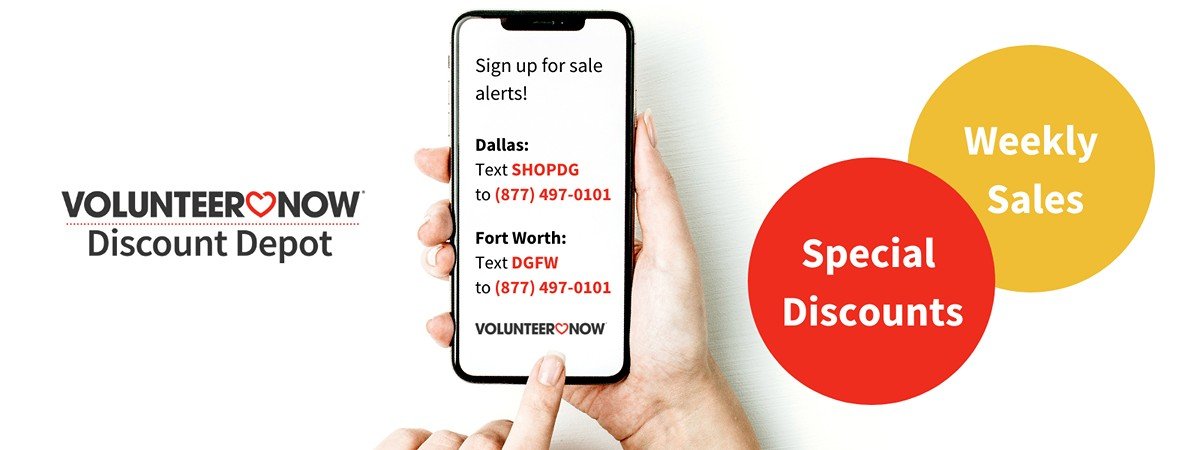 VOLUNTEER NOW®
Discount Depot
Sign up for sale
alerts!
Dallas:
Text SHOPDG
to (877) 497-0101
Fort Worth:
Text DGFW
to (877) 497-0101
VOLUNTEER NOW
Weekly
Sales
Special
Discounts